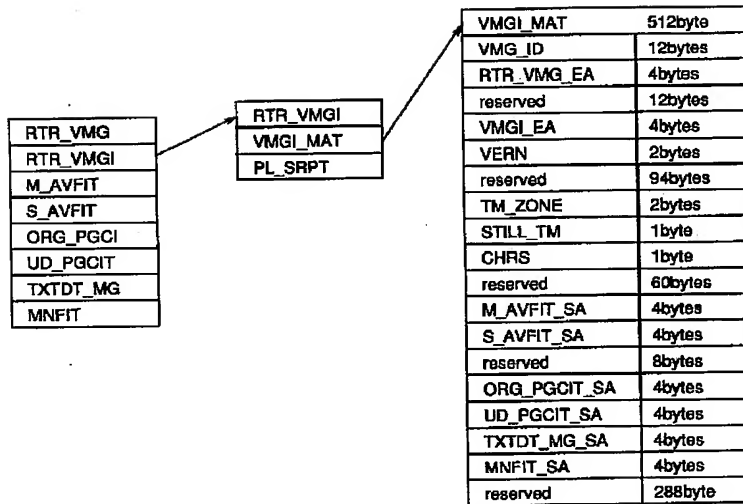 RTR_VMG
RTR_VMGI
M_AVFIT
S_AVFIT
ORG_PGCI
UD_PGCIT
TXTDT_MG
MNFIT
RTR_VMGI
VMGI_MAT
PL_SRPT
VMGI_MAT 512byte
VMG_ID 12bytes
RTR_VMG_EA 4bytes
reserved 12bytes
VMGI_EA 4bytes
VERN 2bytes
reserved 94bytes
TM_ZONE 2bytes
STILL_TM 1byte
CHRS 1byte
reserved 60bytes
M_AVFIT_SA 4bytes
S_AVFIT_SA 4bytes
reserved 8bytes
ORG_PGCIT_SA 4bytes
UD_PGCIT_SA 4bytes
TXTDT_MG_SA 4bytes
MNFIT_SA 4bytes
reserved 288byte